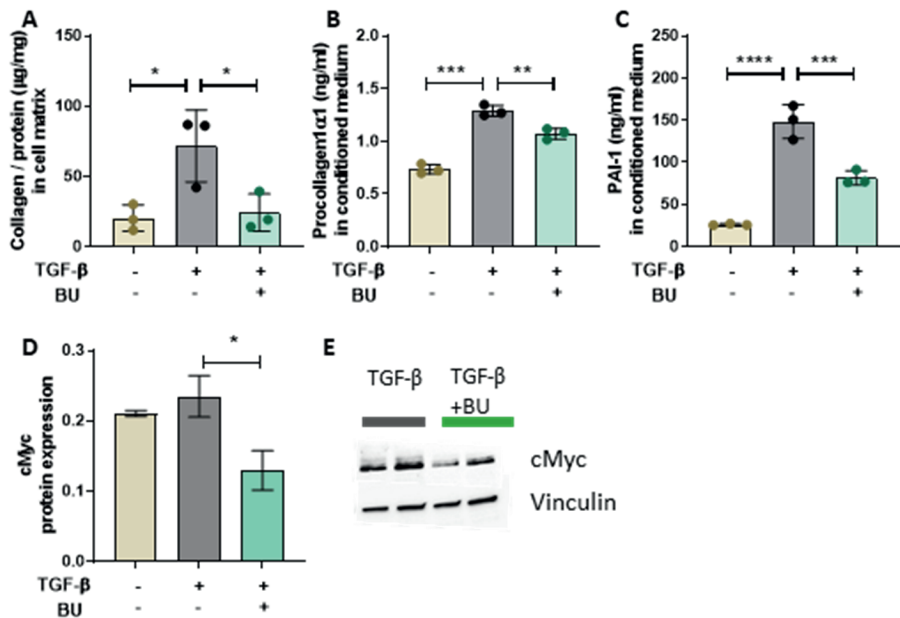 A
Collagen / protein (µg/mg)
in cell matrix
150
100
50
0
*
*
TGF-β - + +
BU - - +
B
Procollagen1α1 (ng/ml)
in conditioned medium
2.0
1.5
1.0
0.5
0.0
***
**
TGF-β - + +
BU - - +
C
PAI-1 (ng/ml)
in conditioned medium
250
200
150
100
50
0
****
***
TGF-β - + +
BU - - +
D
cMyc
protein expression
0.3
0.2
0.1
0.0
*
TGF-β - + +
BU - - +
E
TGF-β
TGF-β
+BU
cMyc
Vinculin